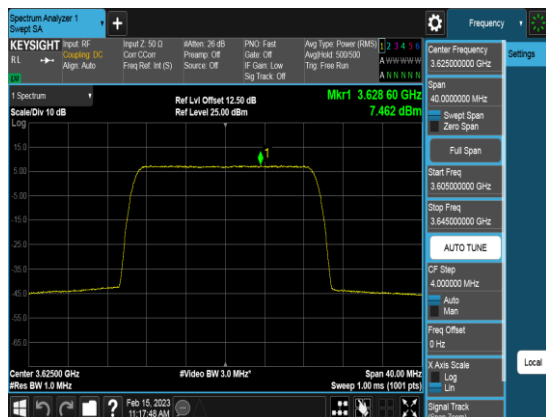 Spectrum Analyzer 1
Swept SA
Frequency
KEYSIGHT
RL
Input: RF
Coupling: DC
Align: Auto
Input Z: 50 Ω
Corr CCorr
Freq Ref: Int (S)
#Atten: 26 dB
Preamp: Off
Source: Off
PNO: Fast
Gate: Off
IF Gain: Low
Sig Track: Off
Avg Type: Power (RMS)
Avg|Hold: 500/500
Trig: Free Run
1 2 3 4 5 6
A W W W W W
A N N N N N
1 Spectrum
Scale/Div 10 dB
Ref Lvl Offset 12.50 dB
Ref Level 25.00 dBm
Mkr1 3.628 60 GHz
7.462 dBm
Log
15.0
5.00
-5.00
-15.0
-25.0
-35.0
-45.0
-55.0
-65.0
1
Center 3.62500 GHz
#Res BW 1.0 MHz
#Video BW 3.0 MHz*
Span 40.00 MHz
Sweep 1.00 ms (1001 pts)
Feb 15, 2023
11:17:48 AM
Center Frequency
3.625000000 GHz
Span
40.0000000 MHz
Swept Span
Zero Span
Full Span
Start Freq
3.605000000 GHz
Stop Freq
3.645000000 GHz
AUTO TUNE
CF Step
4.000000 MHz
Auto
Man
Freq Offset
0 Hz
X Axis Scale
Log
Lin
Signal Track
(Span Zoom)
Settings
Local